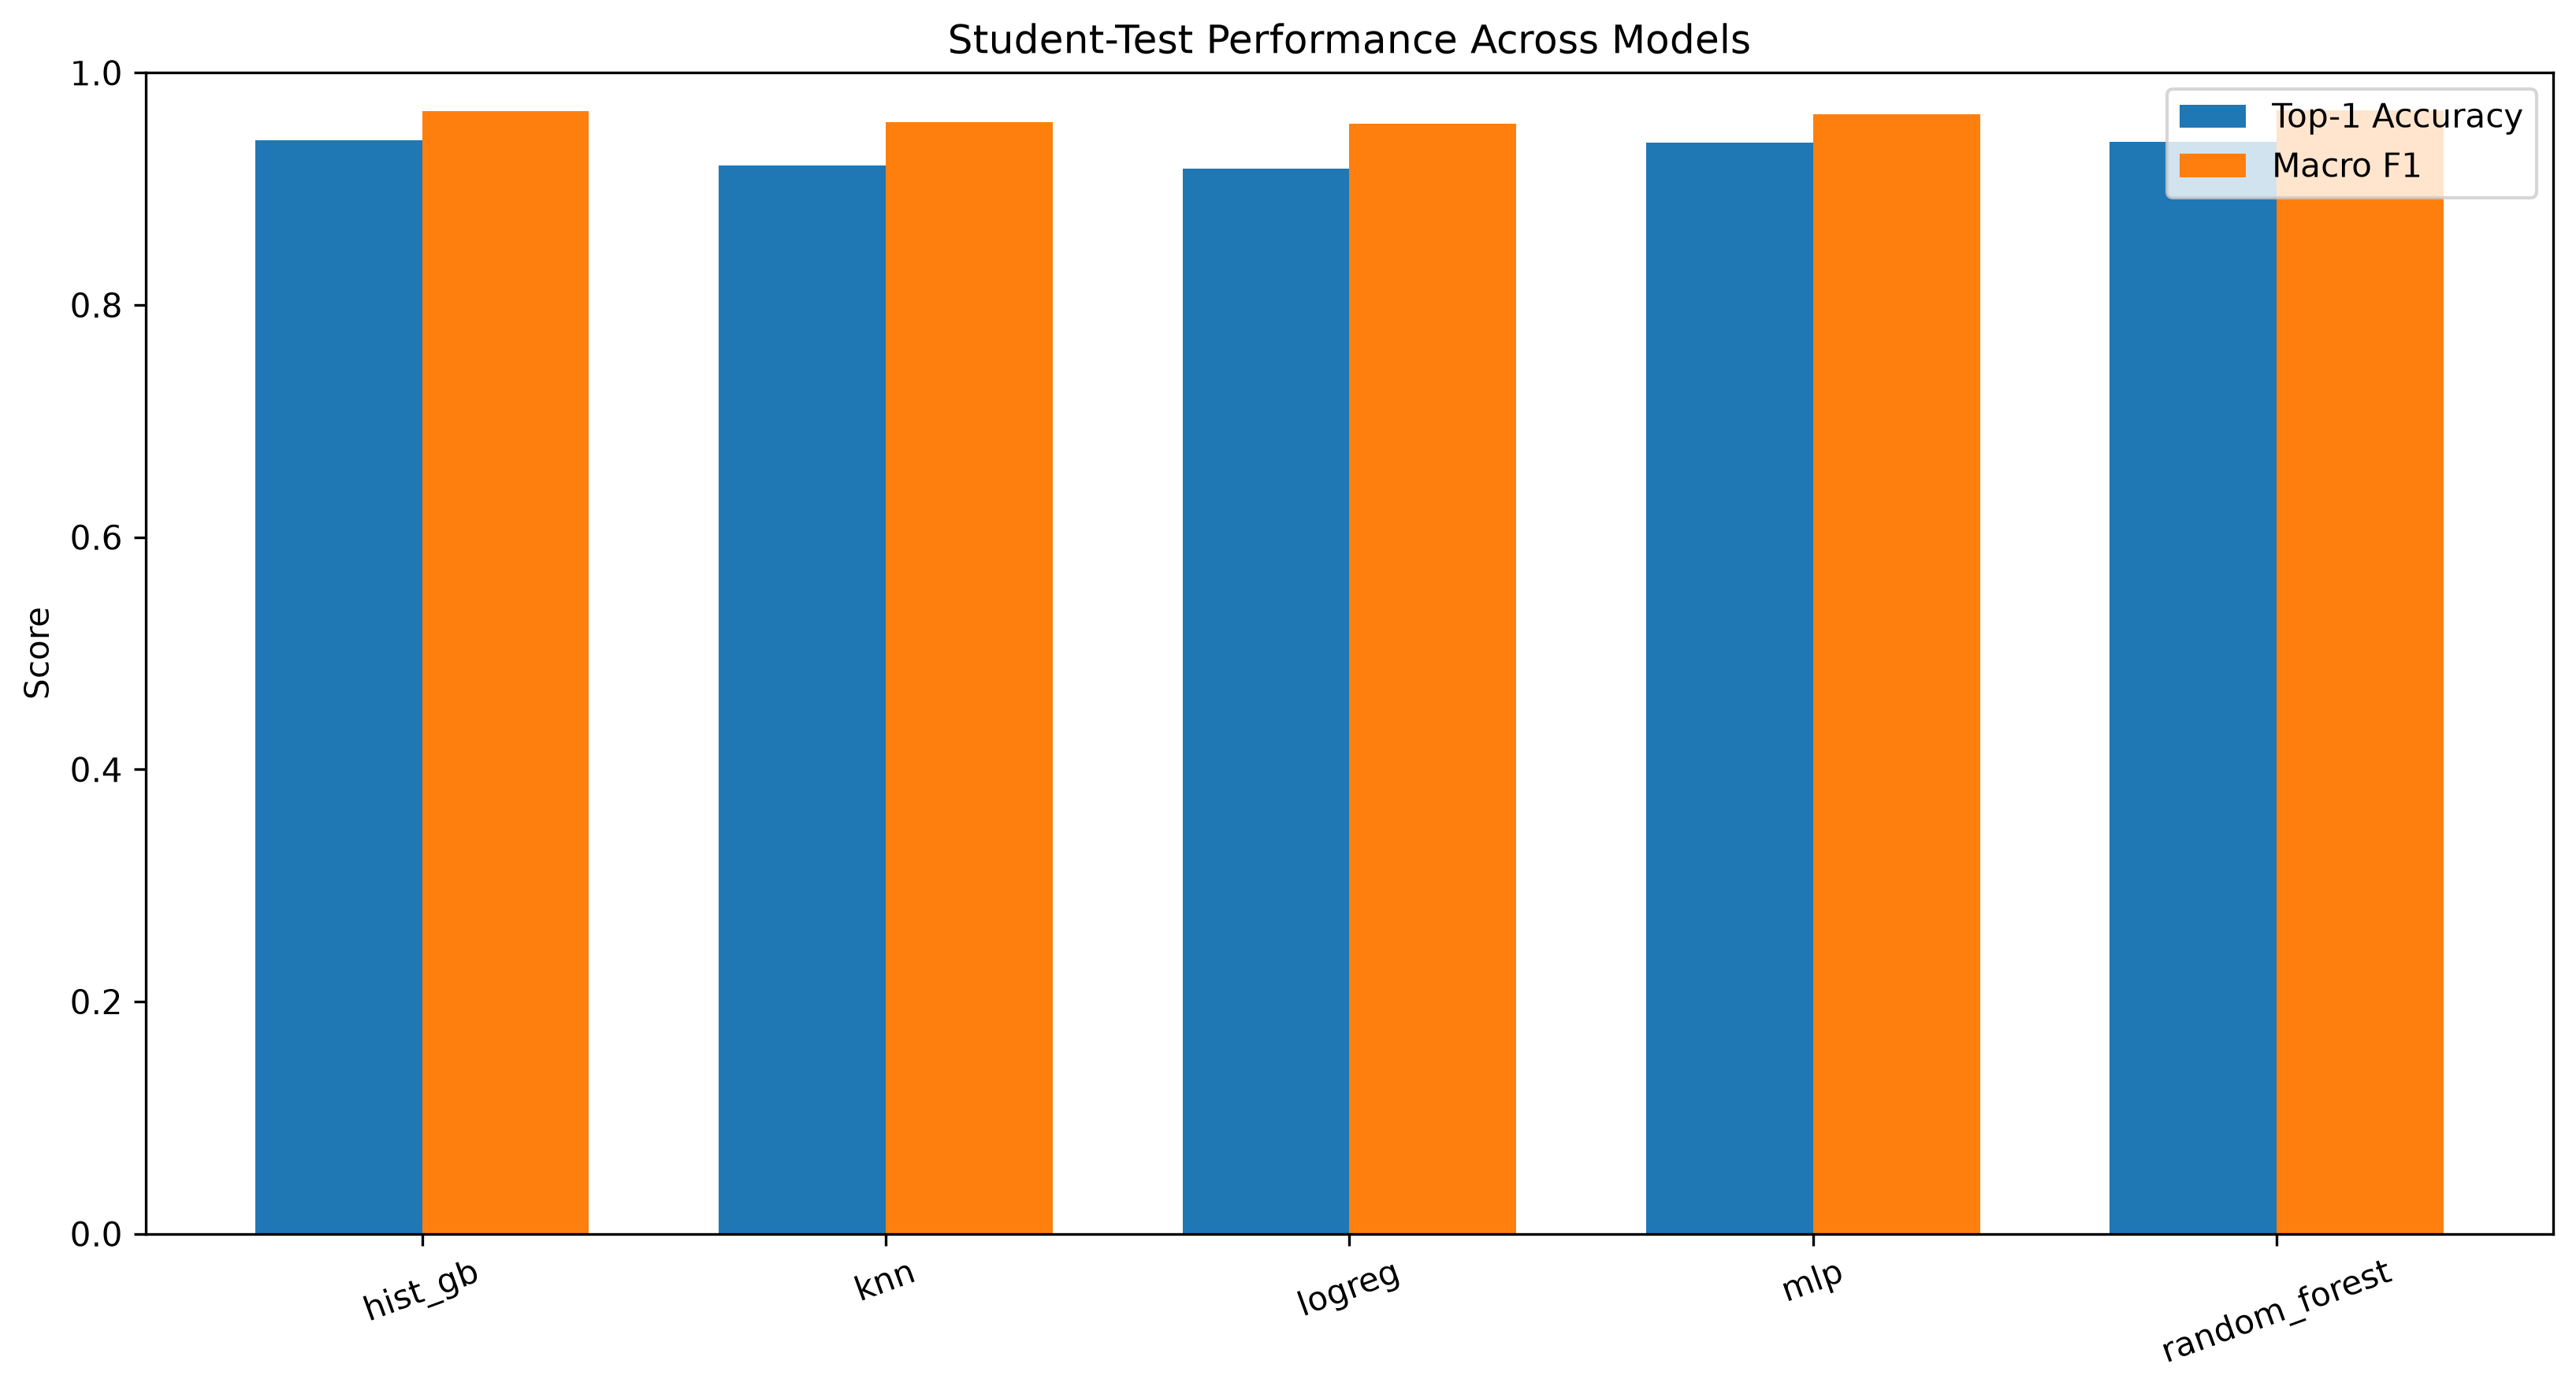 Student-Test Performance Across Models
Top-1 Accuracy
Macro F1
Score
1.0
0.8
0.6
0.4
0.2
0.0
hist_gb
knn
logreg
mlp
random_forest